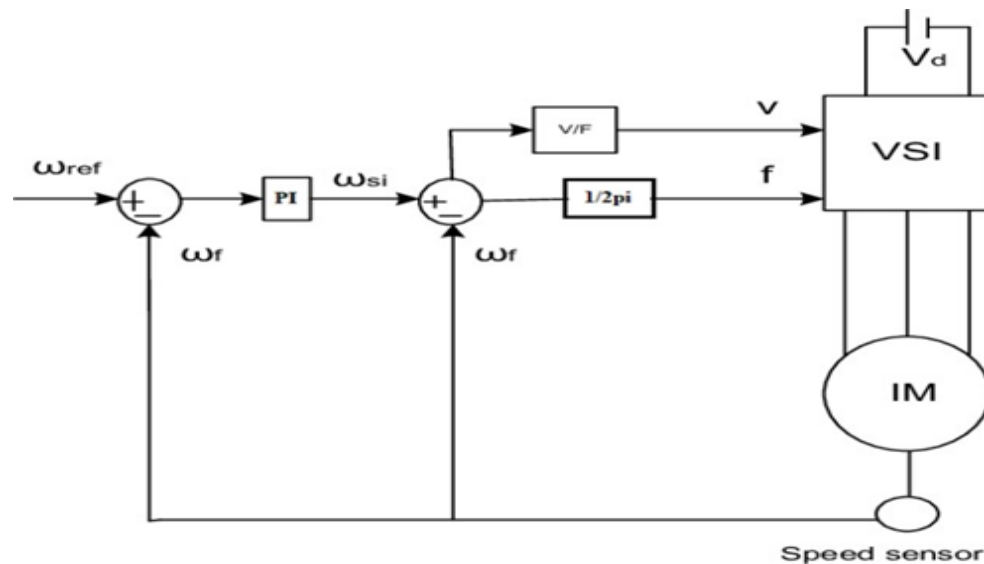 Vd
V/F
v
VSI
ωref
+
−
PI
ωsi
+
−
1/2pi
f
ωf
ωf
IM
Speed sensor